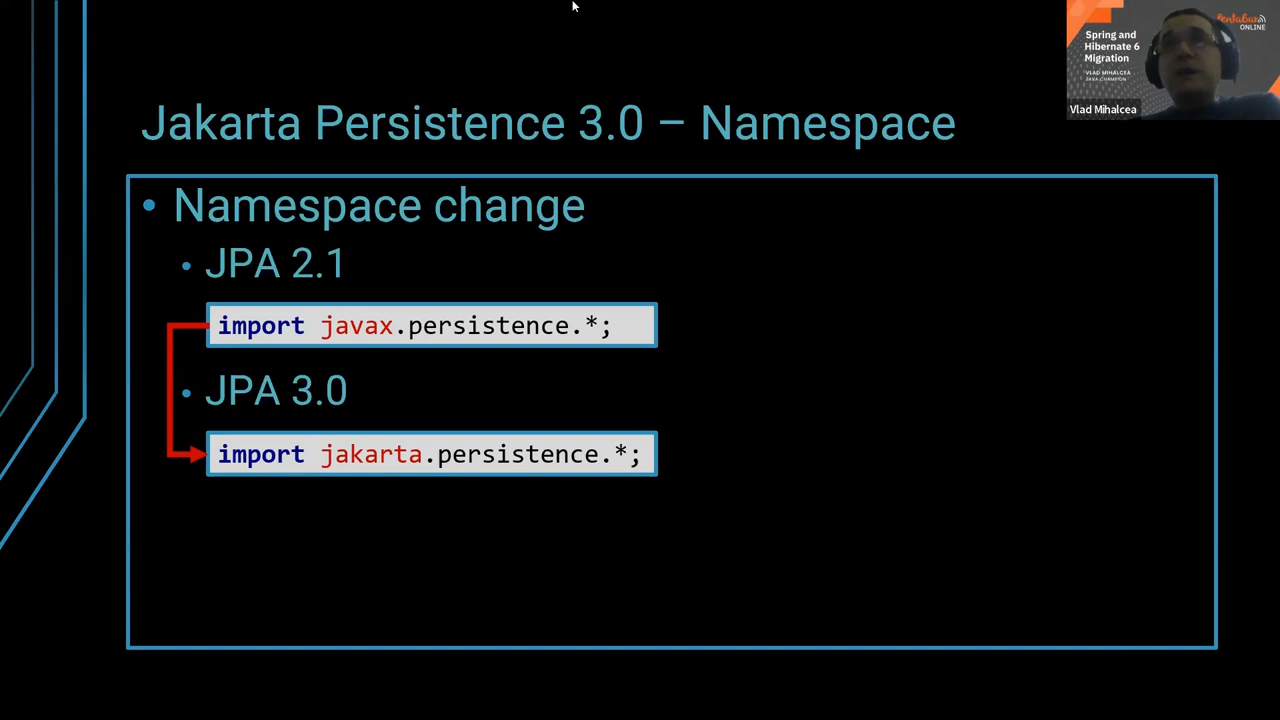 Jakarta Persistence 3.0 – Namespace
• Namespace change
• JPA 2.1
import javax.persistence.*;
• JPA 3.0
import jakarta.persistence.*;
Spring and
Hibernate 6
Migration
VLAD MIHALCEA
JAVA CHAMPION
ONLINE
Vlad Mihalcea